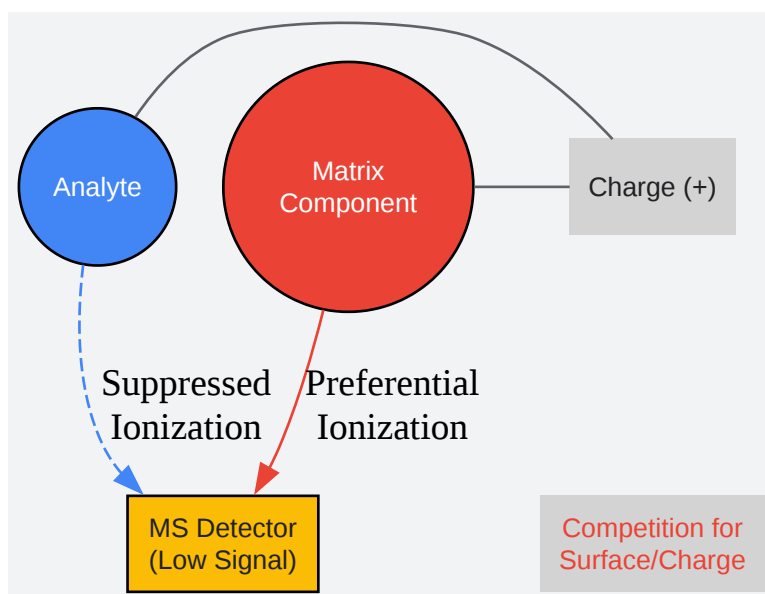 Analyte
Matrix
Component
Charge (+)
Suppressed
Ionization
Preferential
Ionization
MS Detector
(Low Signal)
Competition for
Surface/Charge